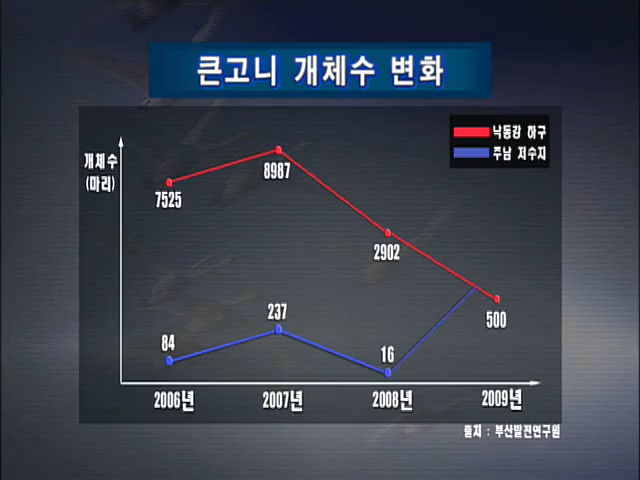 큰고니 개체수 변화
낙동강 하구
주남 저수지
개체수
(마리)
7525
8987
2902
500
84
237
16
2006년
2007년
2008년
2009년
출처 : 부산발전연구원